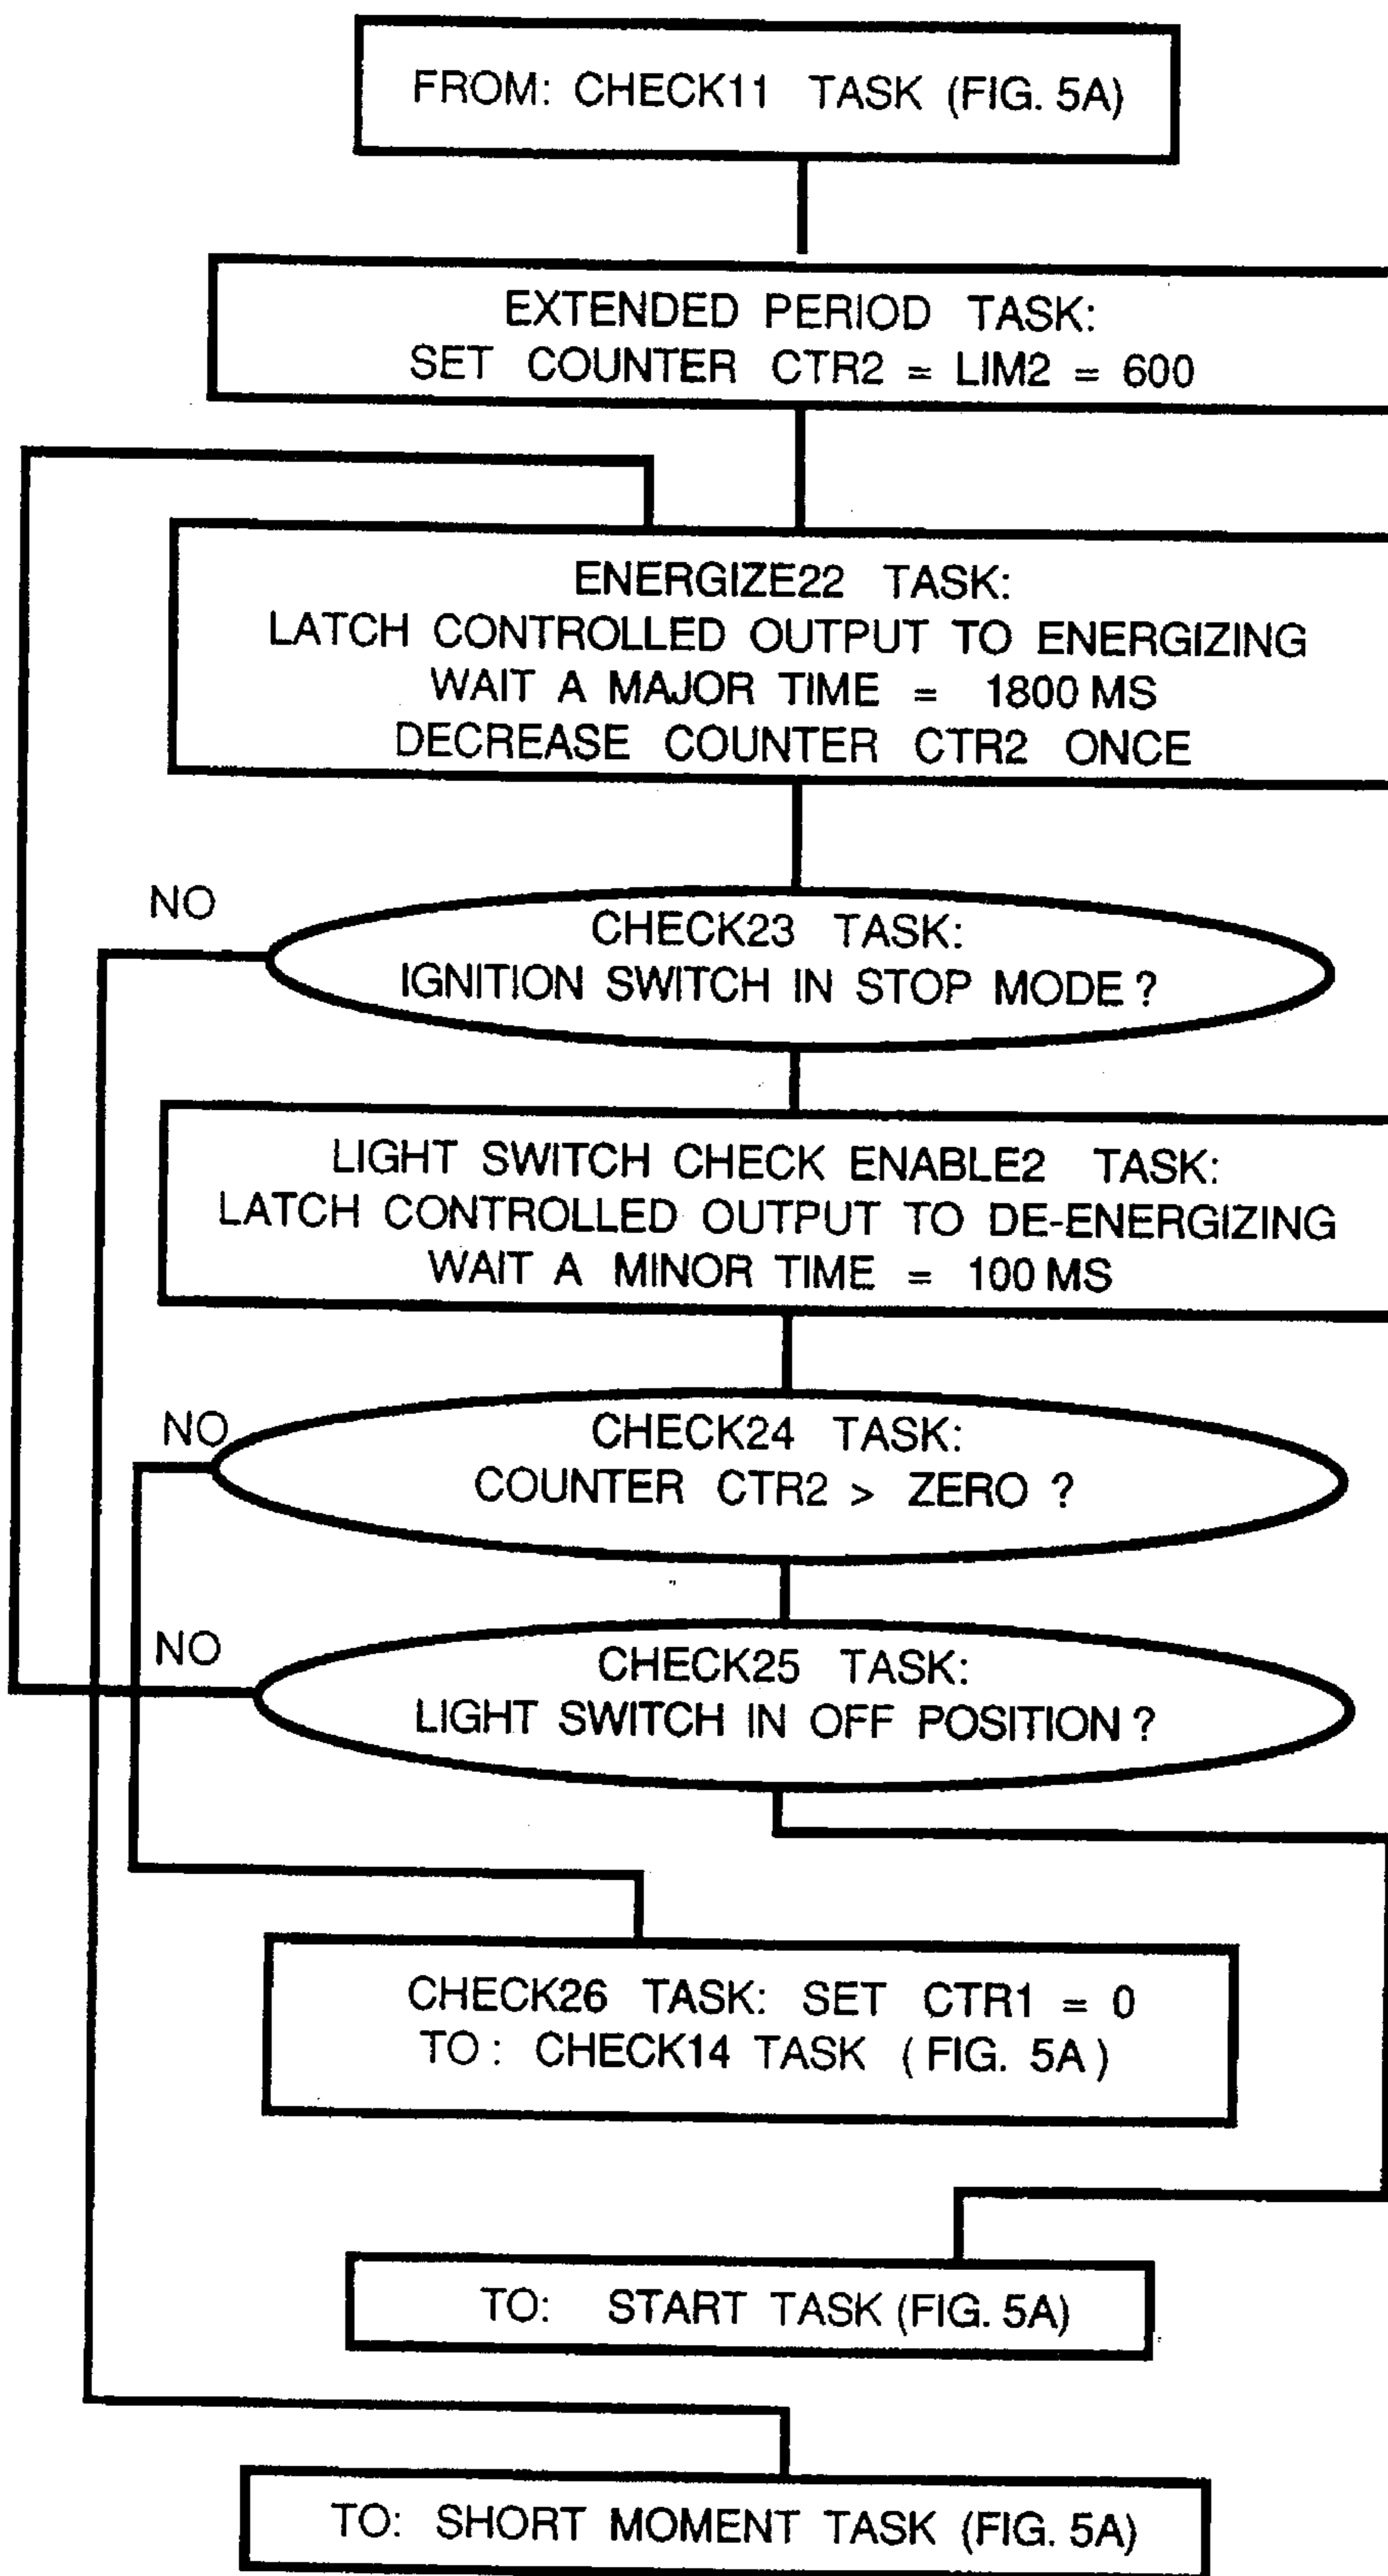 FROM: CHECK11 TASK (FIG. 5A)
EXTENDED PERIOD TASK:
SET COUNTER CTR2 = LIM2 = 600
ENERGIZE22 TASK:
LATCH CONTROLLED OUTPUT TO ENERGIZING
WAIT A MAJOR TIME = 1800 MS
DECREASE COUNTER CTR2 ONCE
NO
CHECK23 TASK:
IGNITION SWITCH IN STOP MODE ?
LIGHT SWITCH CHECK ENABLE2 TASK:
LATCH CONTROLLED OUTPUT TO DE-ENERGIZING
WAIT A MINOR TIME = 100 MS
NO
CHECK24 TASK:
COUNTER CTR2 > ZERO ?
NO
CHECK25 TASK:
LIGHT SWITCH IN OFF POSITION ?
CHECK26 TASK: SET CTR1 = 0
TO : CHECK14 TASK ( FIG. 5A )
TO: START TASK (FIG. 5A)
TO: SHORT MOMENT TASK (FIG. 5A)